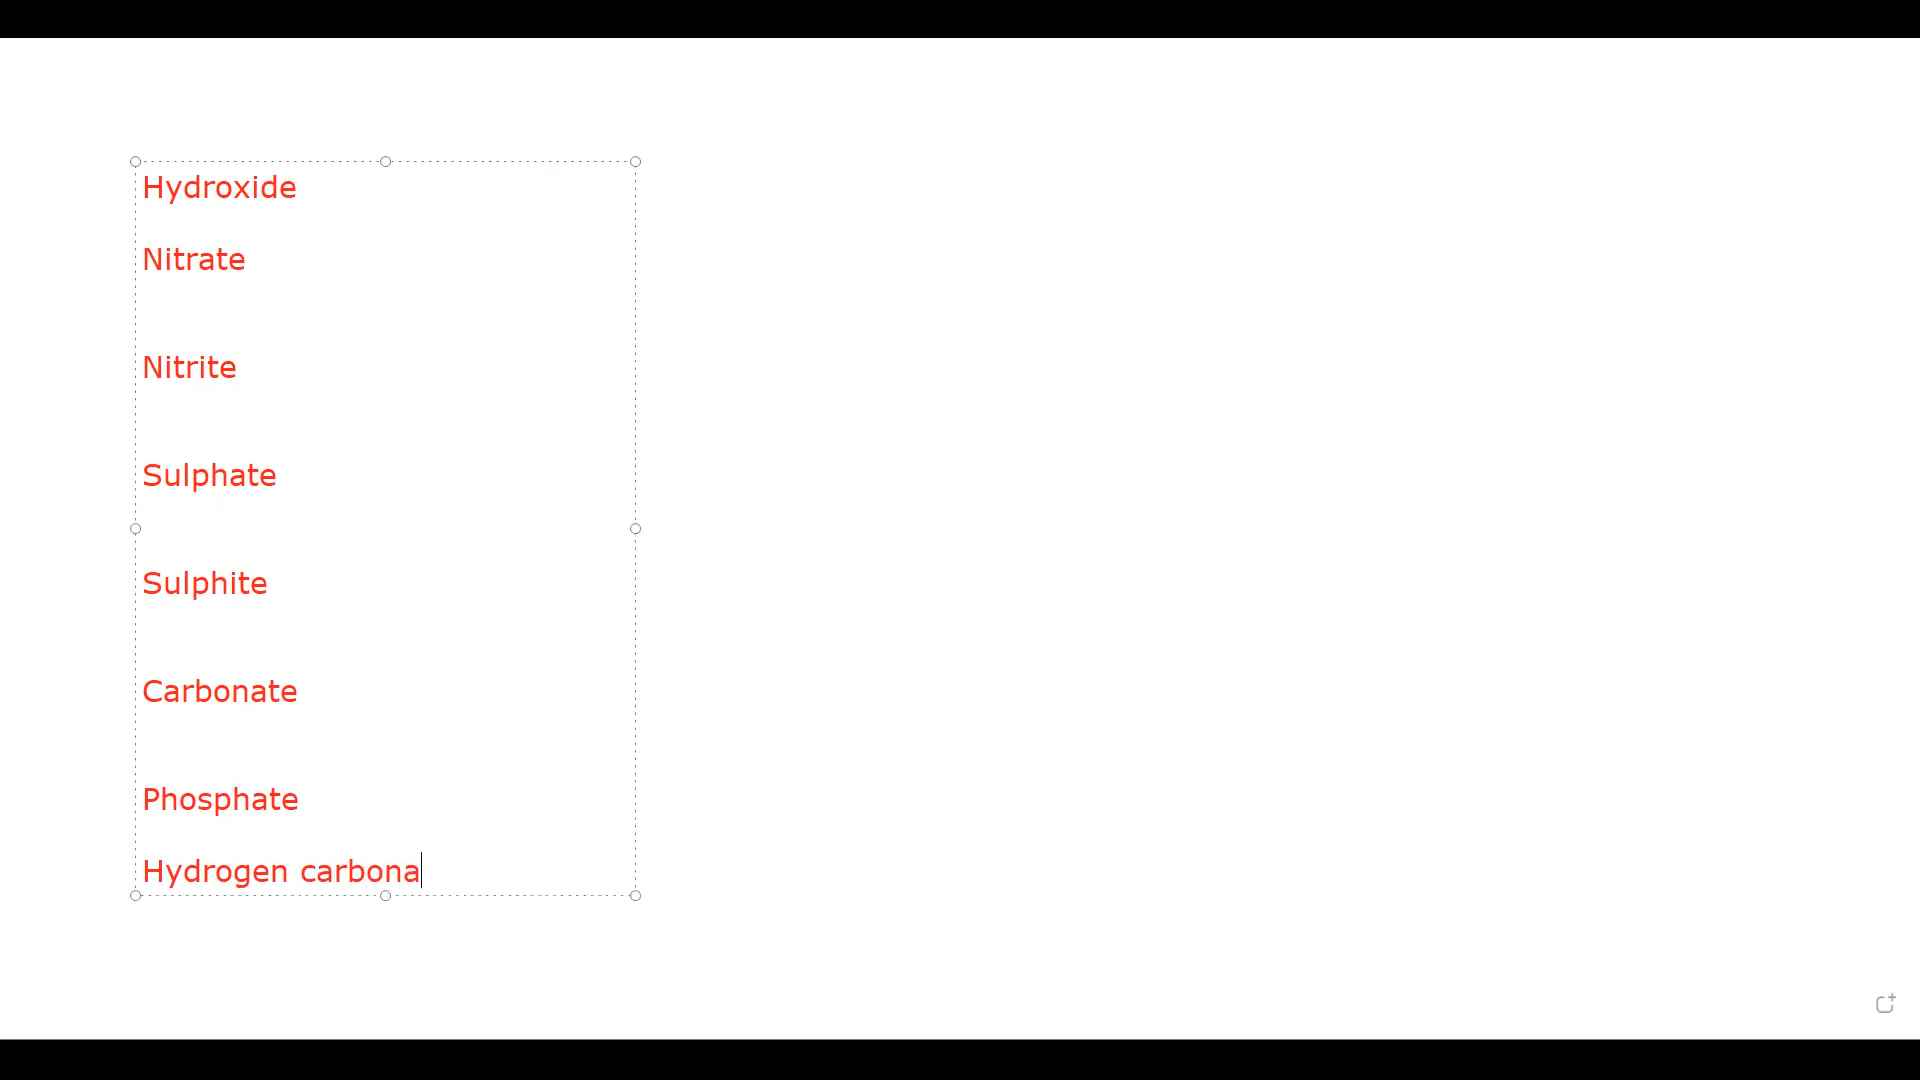 Hydroxide
Nitrate
Nitrite
Sulphate
Sulphite
Carbonate
Phosphate
Hydrogen carbona